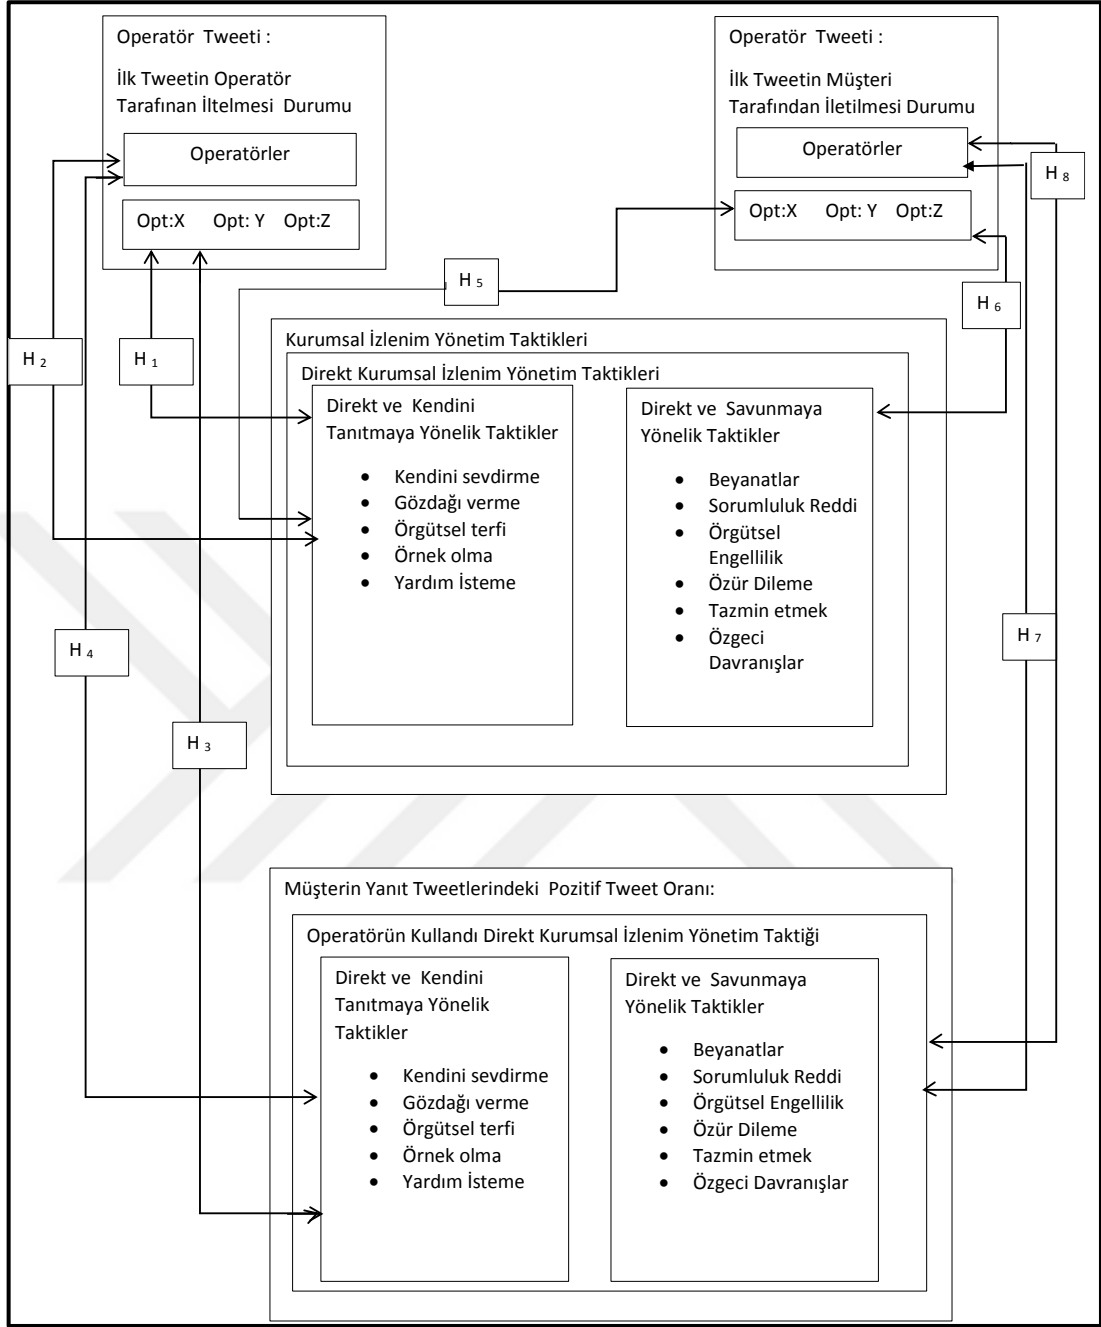 Operatör Tweeti :
İlk Tweetin Operatör
Tarafınan İltelmesi Durumu
Operatörler
Opt:X Opt: Y Opt:Z
Operatör Tweeti :
İlk Tweetin Müşteri
Tarafından İletilmesi Durumu
Operatörler
Opt:X Opt: Y Opt:Z
H 8
H 5
H 6
H 2
H 1
Kurumsal İzlenim Yönetim Taktikleri
Direkt Kurumsal İzlenim Yönetim Taktikleri
Direkt ve Kendini
Tanıtmaya Yönelik Taktikler
• Kendini sevdirme
• Gözdağı verme
• Örgütsel terfi
• Örnek olma
• Yardım İsteme
Direkt ve Savunmaya
Yönelik Taktikler
• Beyanatlar
• Sorumluluk Reddi
• Örgütsel
Engellilik
• Özür Dileme
• Tazmin etmek
• Özgeci
Davranışlar
H 4
H 7
H 3
Müşterin Yanıt Tweetlerindeki Pozitif Tweet Oranı:
Operatörün Kullandı Direkt Kurumsal İzlenim Yönetim Taktiği
Direkt ve Kendini
Tanıtmaya Yönelik
Taktikler
• Kendini sevdirme
• Gözdağı verme
• Örgütsel terfi
• Örnek olma
• Yardım İsteme
Direkt ve Savunmaya
Yönelik Taktikler
• Beyanatlar
• Sorumluluk Reddi
• Örgütsel Engellilik
• Özür Dileme
• Tazmin etmek
• Özgeci Davranışlar